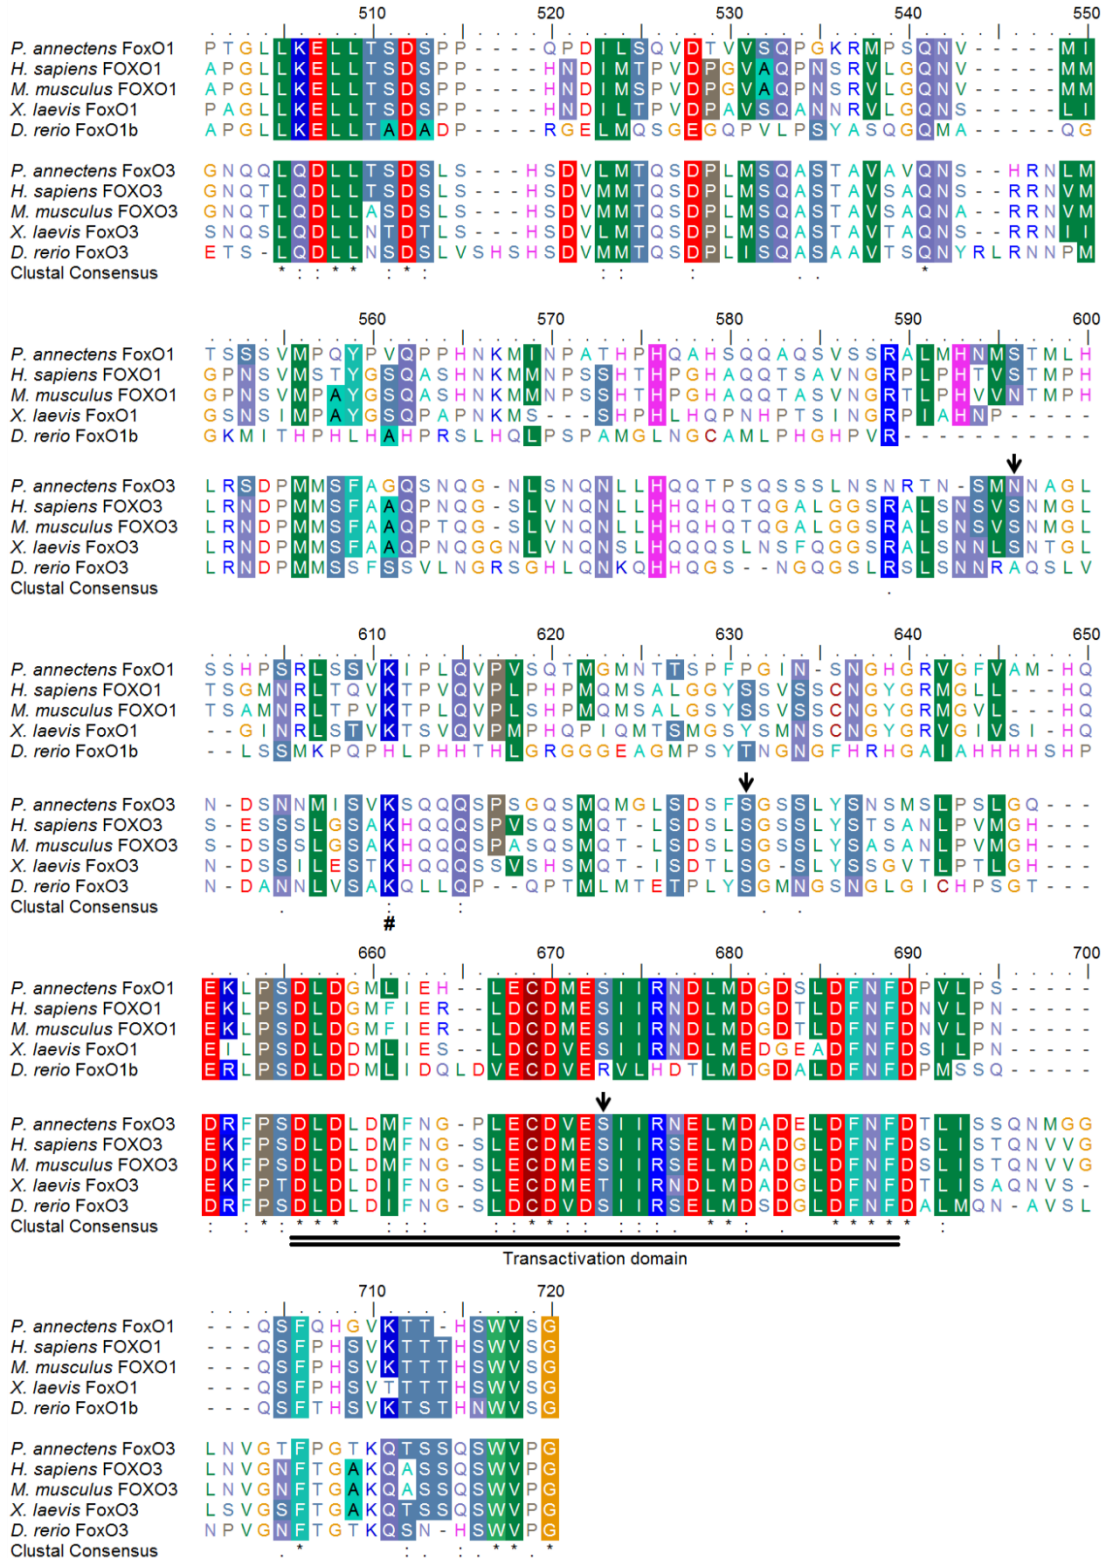 510 520 530 540 550
P. annectens FoxO1 PTGLLKELLTSDSPP----QPDILSQVDTVVSQPGKRMPSQNV-----MI
H. sapiens FOXO1 APGLLKELLTSDSPP----HNDIMTPVDPGVAQPNSRVLGQNV-----MM
M. musculus FOXO1 APGLLKELLTSDSPP----HNDIMSPVDPGVAQPNSRVLGQNV-----MM
X. laevis FoxO1 PAGLLKELLTSDSPP----HNDILTPVDPAVSQANNRVLGQNS-----LI
D. rerio FoxO1b APGLLKELLTADADP----RGELMQSGEGQPVLPSYASQGQMA-----QG
P. annectens FoxO3 GNQQLQDLLTSDSLS---HSDVLMTQSDPLMSQASTAVAVQNS--HRNLM
H. sapiens FOXO3 GNQTLQDLLTSDSLS---HSDVMMTQSDPLMSQASTAVSAQNS--RRNVM
M. musculus FOXO3 GNQTLQDLLASDSLS---HSDVMMTQSDPLMSQASTAVSAQNA--RRNVM
X. laevis FoxO3 SNQSLQDLLNTDTLS---HSDVLMTQSDPLMSQASTAVSAQNS--RRNII
D. rerio FoxO3 ETS-LQDLLNSDSLVSHSHSDVMMTQSDPLISQASAAVTSQNYRLRNNPM
Clustal Consensus * : : * * : * : : : : : . . *
560 570 580 590 600
P. annectens FoxO1 TSSSVMPQYPVQPPHNKMINPATHPHQAHSQQAQSVSSRALMHNMSTMLH
H. sapiens FOXO1 GPNSVMSTYGSQASHNKMMNPSSHTHPGHAQQTSAVNGRPLPHTVSTMPH
M. musculus FOXO1 GPNSVMPAYGSQASHNKMMNPSSHTHPGHAQQTASVNGRTLPHVVNTMPH
X. laevis FoxO1 GSNSIMPAYGSQAPNKMS---SHPHLHQPNHPTSINGRPIAHNP-----
D. rerio FoxO1b GKMITHPHLHAHPRSLHQLPSPAMGLNGCAMLPHGHPVR-----------
P. annectens FoxO3 LRSDPMMSFAGQSNQG-NLSNQNLLHQQTPSQSSSLNSNRTN-SMNNAGL
H. sapiens FOXO3 LRNDPMMSFAAQPNQG-SLVNQNLLHHQHQTQGALGGSRALSNSVSNMGL
M. musculus FOXO3 LRNDPMMSFAAQPTQG-SLVNQNLLHHQHQTQGALGGSRALSNSVSNMGL
X. laevis FoxO3 LRNDPMMSFAAQPNQGGNLVNQNSLHQQQSLNSFQGGSRALSNNLSNTGL
D. rerio FoxO3 LRNDPMMSSFSSVLNGRSGHLQNKQHHQGS--NGQGSLRSLSNNRAQSLV
Clustal Consensus .
610 620 630 640 650
P. annectens FoxO1 SSHPSRLSSVKIPLQVPVSQTMGMNTTSPFPGIN-SNGHGRVGFVAM-HQ
H. sapiens FOXO1 TSGMNRLTQVKTPVQVPLPHPMQMSALGGYSSVSSCNGYGRMGLL---HQ
M. musculus FOXO1 TSAMNRLTPVKTPLQVPLSHPMQMSALGSYSSVSSCNGYGRMGVL---HQ
X. laevis FoxO1 --GINRLSTVKTSVQVPMPHQPIQMTSMGSYSMNSCNGYGRVGIVSI-HQ
D. rerio FoxO1b --LSSMKPQPHLPHHTHLGRGGGEAGMPSYTNGNGFHRHGAIAHHHHSHP
P. annectens FoxO3 N-DSNNMISVKSQQQSPSGQSMQMGLSDSFSGSSLYSNSMSLPSLGQ---
H. sapiens FOXO3 S-ESSSLGSAKHQQQSPVSQSMQT-LSDSLSGSSLYSTSANLPVMGH---
M. musculus FOXO3 S-DSSSLGSAKHQQQSPASQSMQT-LSDSLSGSSLYSASANLPVMGH---
X. laevis FoxO3 N-DSSILESTKHQQQSSVSHSMQT-ISDTLSG-SLYSSGVTLPTLGH---
D. rerio FoxO3 N-DANNLVSAKQLLQP--QPTMLMTETPLYSGMNGSNGLGICHPSGT---
Clustal Consensus . : . . .
#
660 670 680 690 700
P. annectens FoxO1 EKLPSDLDGMLIEH--LECDMESIIRNDLMDGDSLDFNFDPVLPS-----
H. sapiens FOXO1 EKLPSDLDGMFIER--LDCDMESIIRNDLMDGDTLDFNFDNVLPN-----
M. musculus FOXO1 EKLPSDLDGMFIER--LDCDMESIIRNDLMDGDTLDFNFDNVLPN-----
X. laevis FoxO1 EILPSDLDDMLIES--LDCDVESIIRNDLMEDGEADFNFDSILPN-----
D. rerio FoxO1b ERLPSDLDDMLIDQLDVECDVERVLHDTLMDGDALDFNFDPMSSQ-----
P. annectens FoxO3 DRFPSDLDLDMFNG-PLECDVESIIRNELMDADELDFNFDTLISSQNMGG
H. sapiens FOXO3 EKFPSDLDLDMFNG-SLECDMESIIRSELMDADGLDFNFDSLISTQNVVG
M. musculus FOXO3 DKFPSDLDLDMFNG-SLECDMESIIRSELMDADGLDFNFDSLISTQNVVG
X. laevis FoxO3 EKFPTDLDLDIFNG-SLECDMETIIRSELMDADGLDFNFDTLISAQNVS-
D. rerio FoxO3 DRFPSDLDLDIFNG-SLECDVDSIIRSELMDSDGLDFNFDALMQN-AVSL
Clustal Consensus : : * * * * : : : : * * : . : : . * * : * * * * * :
Transactivation domain
710 720
P. annectens FoxO1 ---QSFQHGVKTT-HSWVSG
H. sapiens FOXO1 ---QSFPHSVKTTTHSWVSG
M. musculus FOXO1 ---QSFPHSVKTTTHSWVSG
X. laevis FoxO1 ---QSFPHSVTTTTHSWVSG
D. rerio FoxO1b ---QSFTHSVKTSTHNWVSG
P. annectens FoxO3 LNVGTFPGTKQTSSQSWVPG
H. sapiens FOXO3 LNVGNFTGAKQASSQSWVPG
M. musculus FOXO3 LNVGNFTGAKQASSQSWVPG
X. laevis FoxO3 LSVGSFTGAKQTSSQSWVPG
D. rerio FoxO3 NPVGNFTGTKQSN-HSWVPG
Clustal Consensus . * : . : . * * *